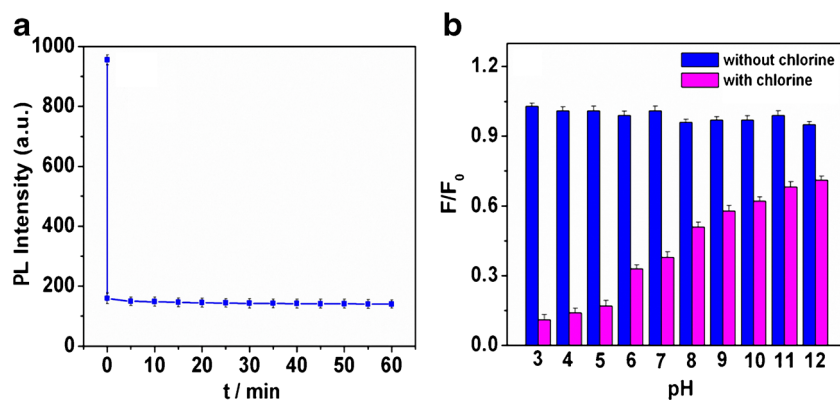 a
1000
800
600
400
200
0
PL Intensity (a.u.)
0 10 20 30 40 50 60
t / min
b
without chlorine
with chlorine
1.2
0.9
0.6
0.3
0.0
F/F0
3 4 5 6 7 8 9 10 11 12
pH